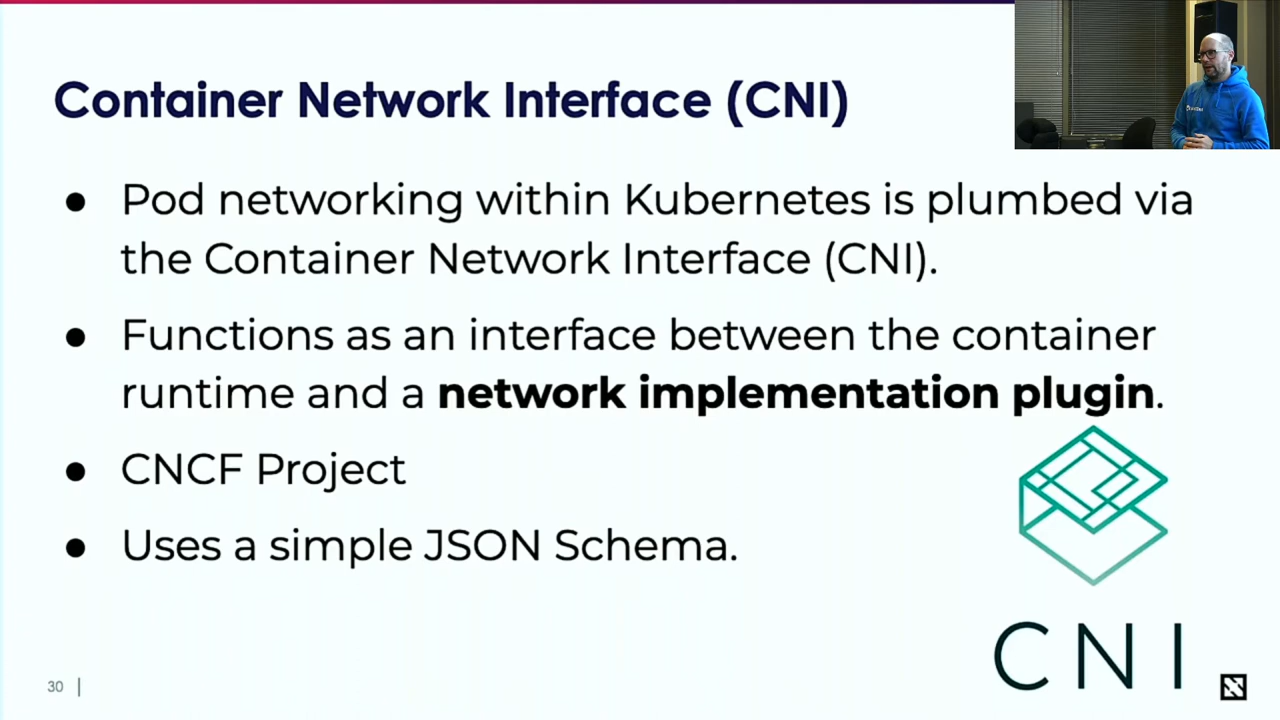 Container Network Interface (CNI)
● Pod networking within Kubernetes is plumbed via
the Container Network Interface (CNI).
● Functions as an interface between the container
runtime and a network implementation plugin.
● CNCF Project
● Uses a simple JSON Schema.
CNI
30 |